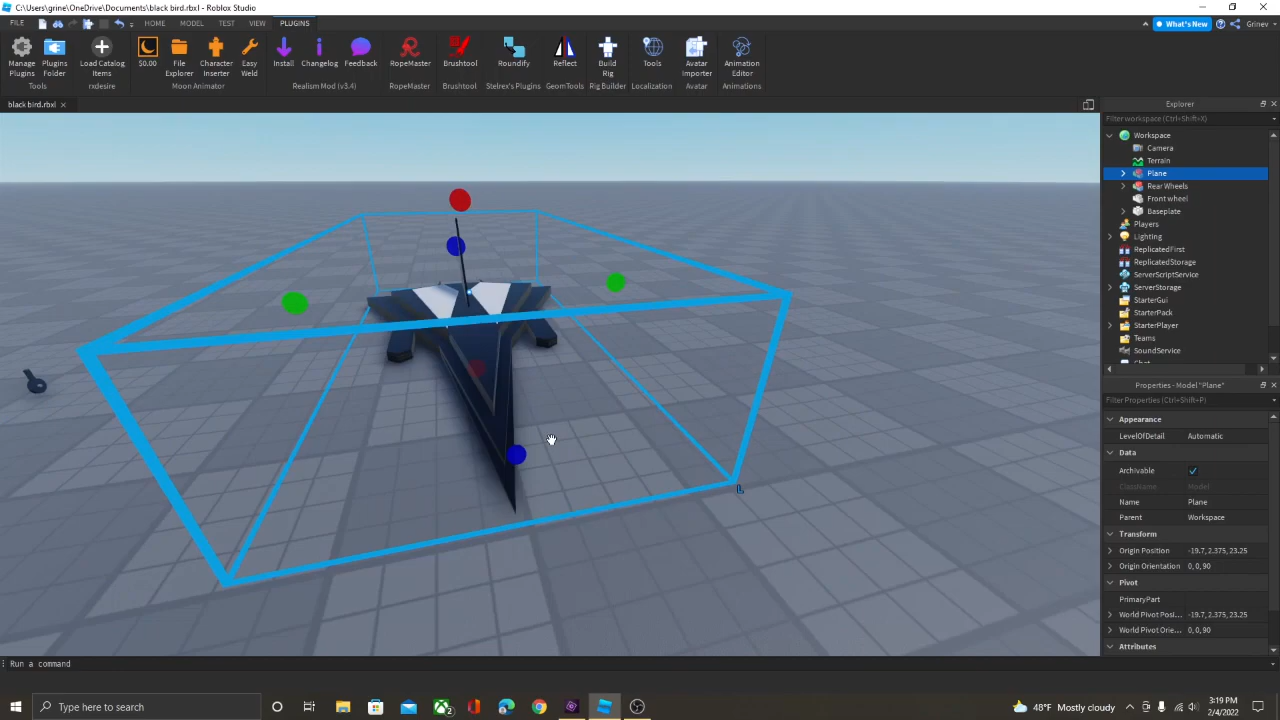 C:\Users\grine\OneDrive\Documents\black bird.rbxl - Roblox Studio
FILE HOME MODEL TEST VIEW PLUGINS What's New Grinev
Manage Plugins
Plugins Folder
Load Catalog Items
$0.00
File Explorer
Character Inserter
Easy Weld
Install
Changelog
Feedback
RopeMaster
Brushtool
Roundify
Reflect
Build Rig
Tools
Avatar Importer
Animation Editor
Tools rxdesire Moon Animator Realism Mod (v3.4) RopeMaster Brushtool Stelrex's Plugins GeomTools Rig Builder Localization Avatar Animations
black bird.rbxl
Explorer
Filter workspace (Ctrl+Shift+X)
Workspace
Camera
Terrain
Plane
Rear Wheels
Front wheel
Baseplate
Players
Lighting
ReplicatedFirst
ReplicatedStorage
ServerScriptService
ServerStorage
StarterGui
StarterPack
StarterPlayer
Teams
SoundService
Chat
Properties - Model "Plane"
Filter Properties (Ctrl+Shift+P)
Appearance
LevelOfDetail Automatic
Data
Archivable
ClassName Model
Name Plane
Parent Workspace
Transform
Origin Position -19.7, 2.375, 23.25
Origin Orientation 0, 0, 90
Pivot
PrimaryPart
World Pivot Posi... -19.7, 2.375, 23.25
World Pivot Orie... 0, 0, 90
Attributes
L
Run a command
Type here to search
2
48°F Mostly cloudy
3:19 PM
2/4/2022